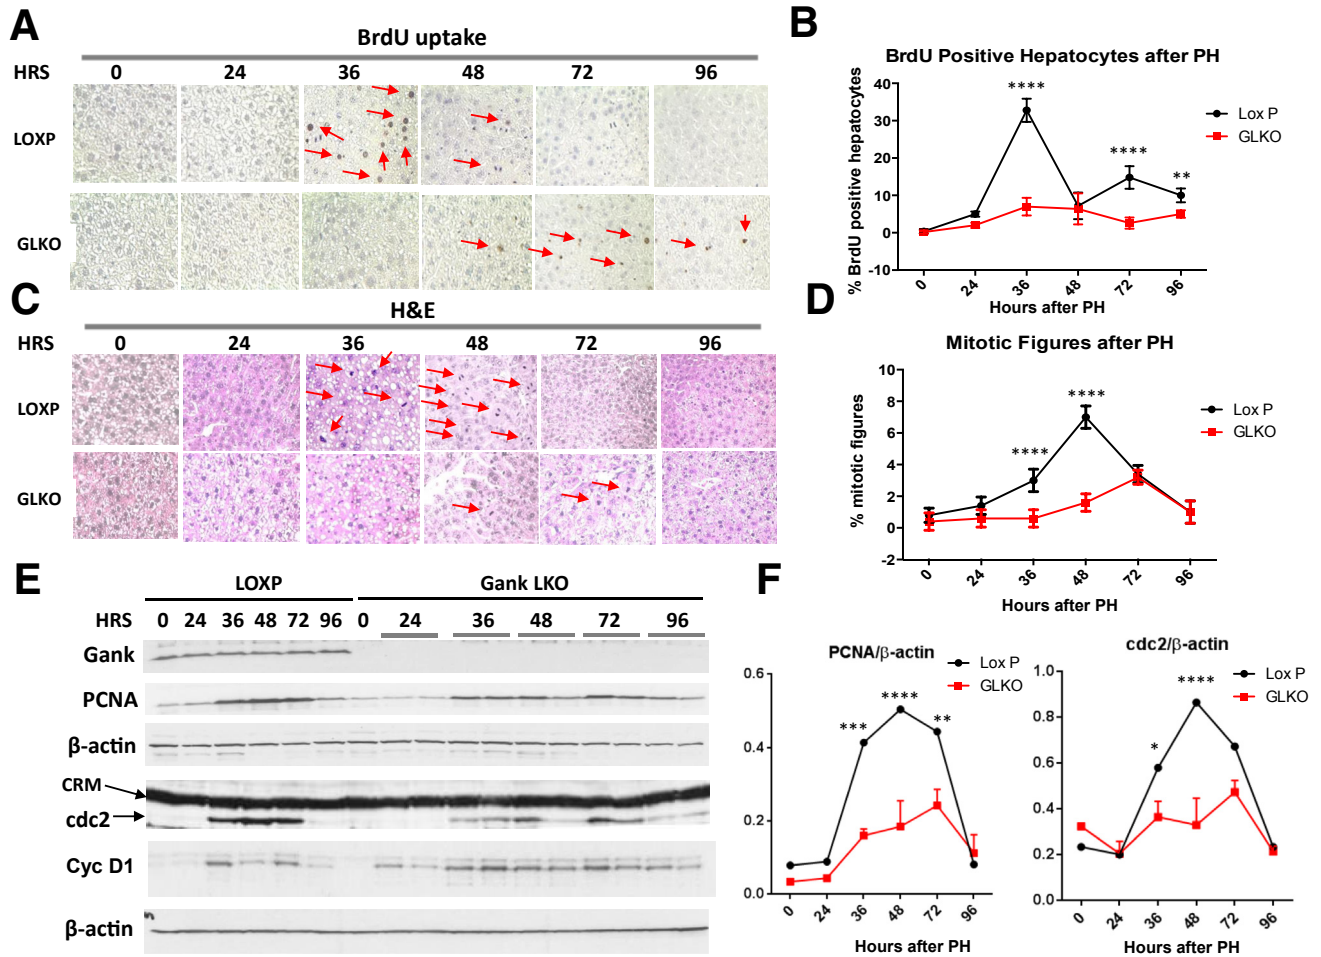 A
BrdU uptake
HRS 0 24 36 48 72 96
LOXP
GLKO
B
BrdU Positive Hepatocytes after PH
% BrdU positive hepatocytes
40
30
20
10
0
-10
****
****
**
Lox P
GLKO
0 24 36 48 72 96
Hours after PH
C
H&E
HRS 0 24 36 48 72 96
LOXP
GLKO
D
Mitotic Figures after PH
% mitotic figures
10
8
6
4
2
0
-2
****
****
Lox P
GLKO
0 24 36 48 72 96
Hours after PH
E
LOXP Gank LKO
HRS 0 24 36 48 72 96 0 24 36 48 72 96
Gank
PCNA
β-actin
CRM
cdc2
Cyc D1
β-actin
F
PCNA/β-actin
Lox P
GLKO
0.6
0.4
0.2
0.0
***
****
**
0 24 36 48 72 96
Hours after PH
cdc2/β-actin
Lox P
GLKO
1.0
0.8
0.6
0.4
0.2
0.0
*
****
0 24 36 48 72 96
Hours after PH